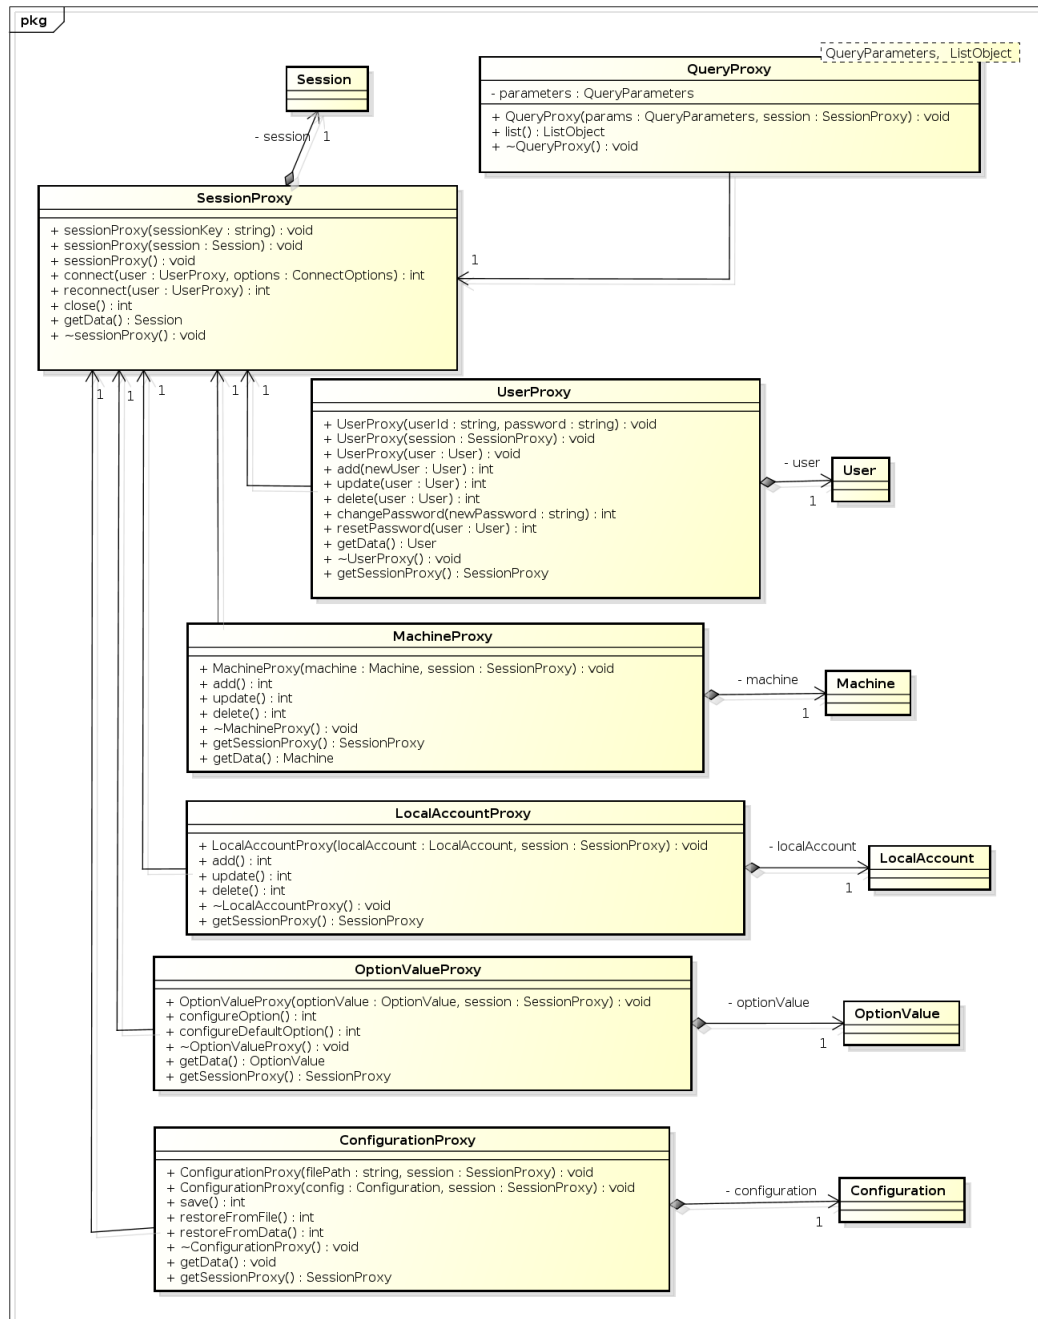 pkg
QueryParameters, ListObject
Session
QueryProxy
- parameters : QueryParameters
+ QueryProxy(params : QueryParameters, session : SessionProxy) : void
+ list() : ListObject
+ ~QueryProxy() : void
- session
1
SessionProxy
+ sessionProxy(sessionKey : string) : void
+ sessionProxy(session : Session) : void
+ sessionProxy() : void
+ connect(user : UserProxy, options : ConnectOptions) : int
+ reconnect(user : UserProxy) : int
+ close() : int
+ getData() : Session
+ ~sessionProxy() : void
1
1
1
1
1
1
UserProxy
+ UserProxy(userId : string, password : string) : void
+ UserProxy(session : SessionProxy) : void
+ UserProxy(user : User) : void
+ add(newUser : User) : int
+ update(user : User) : int
+ delete(user : User) : int
+ changePassword(newPassword : string) : int
+ resetPassword(user : User) : int
+ getData() : User
+ ~UserProxy() : void
+ getSessionProxy() : SessionProxy
- user
1
User
MachineProxy
+ MachineProxy(machine : Machine, session : SessionProxy) : void
+ add() : int
+ update() : int
+ delete() : int
+ ~MachineProxy() : void
+ getSessionProxy() : SessionProxy
+ getData() : Machine
- machine
1
Machine
LocalAccountProxy
+ LocalAccountProxy(localAccount : LocalAccount, session : SessionProxy) : void
+ add() : int
+ update() : int
+ delete() : int
+ ~LocalAccountProxy() : void
+ getSessionProxy() : SessionProxy
- localAccount
1
LocalAccount
OptionValueProxy
+ OptionValueProxy(optionValue : OptionValue, session : SessionProxy) : void
+ configureOption() : int
+ configureDefaultOption() : int
+ ~OptionValueProxy() : void
+ getData() : OptionValue
+ getSessionProxy() : SessionProxy
- optionValue
1
OptionValue
ConfigurationProxy
+ ConfigurationProxy(filePath : string, session : SessionProxy) : void
+ ConfigurationProxy(config : Configuration, session : SessionProxy) : void
+ save() : int
+ restoreFromFile() : int
+ restoreFromData() : int
+ ~ConfigurationProxy() : void
+ getData() : void
+ getSessionProxy() : SessionProxy
- configuration
1
Configuration